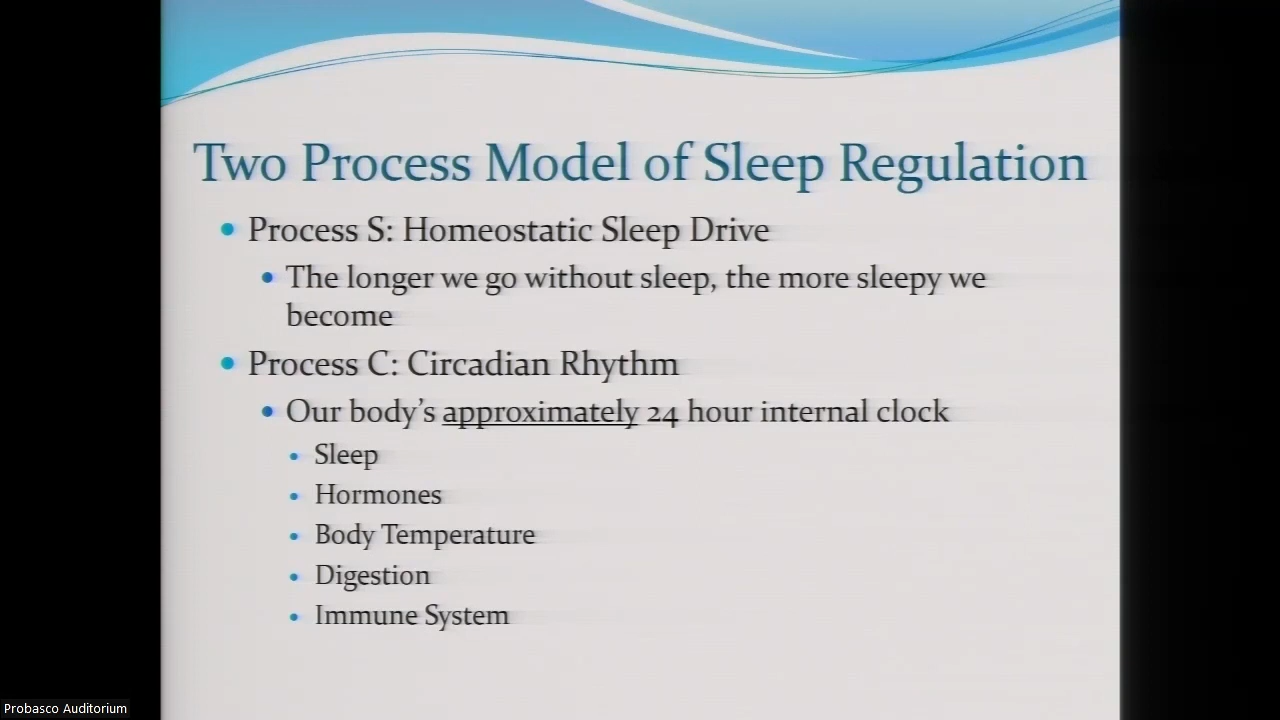 Two Process Model of Sleep Regulation
• Process S: Homeostatic Sleep Drive
• The longer we go without sleep, the more sleepy we
become
• Process C: Circadian Rhythm
• Our body’s approximately 24 hour internal clock
• Sleep
• Hormones
• Body Temperature
• Digestion
• Immune System
Probasco Auditorium